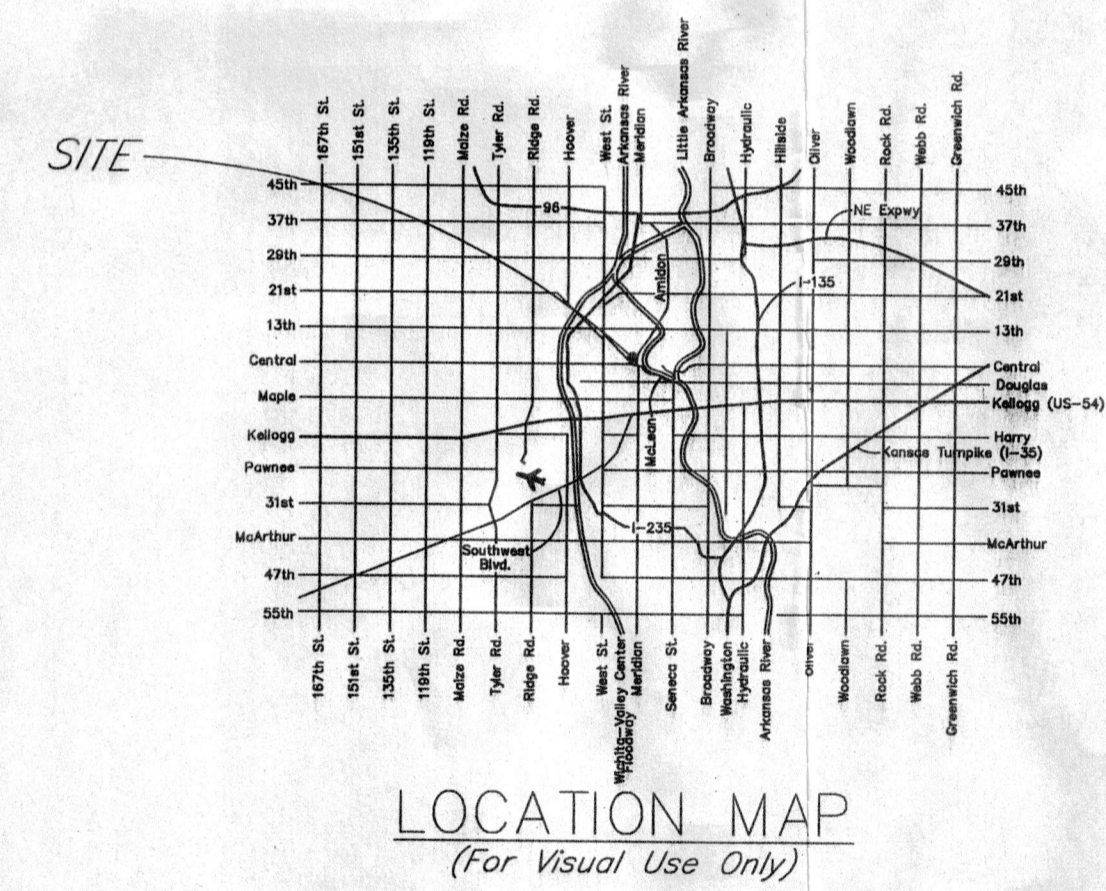 SITE
167th St.
151st St.
135th St.
119th St.
Maize Rd.
Tyler Rd.
Ridge Rd.
Hoover
West St.
Arkansas River
Meridian
Little Arkansas River
Broadway
Hydraulic
Hillside
Oliver
Woodlawn
Rock Rd.
Webb Rd.
Greenwich Rd.
45th
37th
29th
21st
13th
Central
Maple
Kellogg
Pawnee
31st
McArthur
47th
55th
96
NE Expwy
Amidon
I-135
McLean
I-235
Southwest
Blvd.
45th
37th
29th
21st
13th
Central
Douglas
Kellogg (US-54)
Harry
Kansas Turnpike (I-35)
Pawnee
31st
McArthur
47th
55th
167th St.
151st St.
135th St.
119th St.
Maize Rd.
Tyler Rd.
Ridge Rd.
Hoover
West St.
Wichita-Valley Center
Floodway
Meridian
Seneca St.
Broadway
Washington
Hydraulic
Arkansas River
Oliver
Woodlawn
Rock Rd.
Webb Rd.
Greenwich Rd.
LOCATION MAP
(For Visual Use Only)